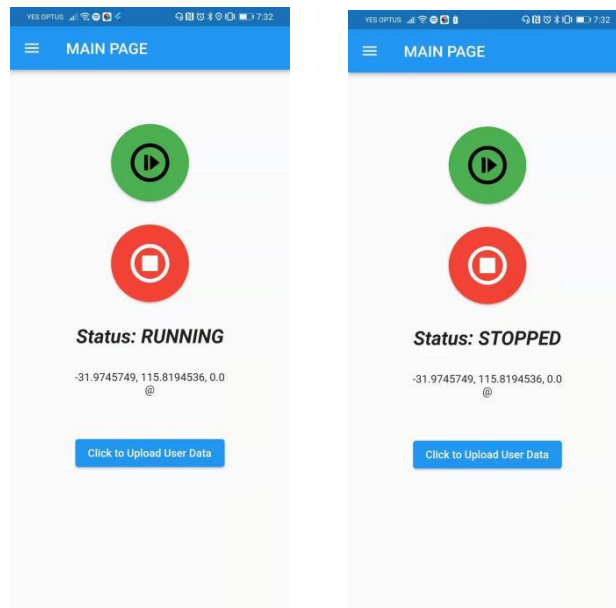 YES OPTUS 7:32
MAIN PAGE
Status: RUNNING
-31.9745749, 115.8194536, 0.0
@
Click to Upload User Data
YES OPTUS 7:32
MAIN PAGE
Status: STOPPED
-31.9745749, 115.8194536, 0.0
@
Click to Upload User Data